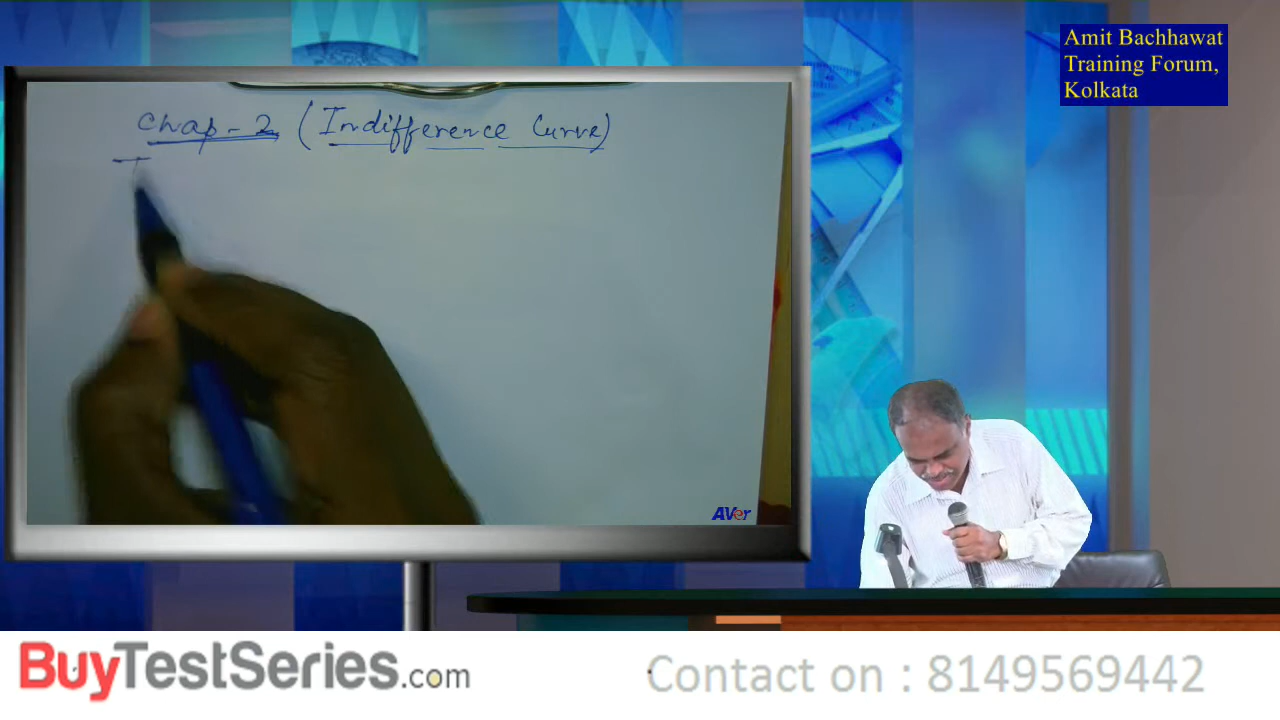 Amit Bachhawat
Training Forum,
Kolkata
Chap-2 (Indifference Curve)
AVer
BuyTestSeries.com
Contact on : 8149569442